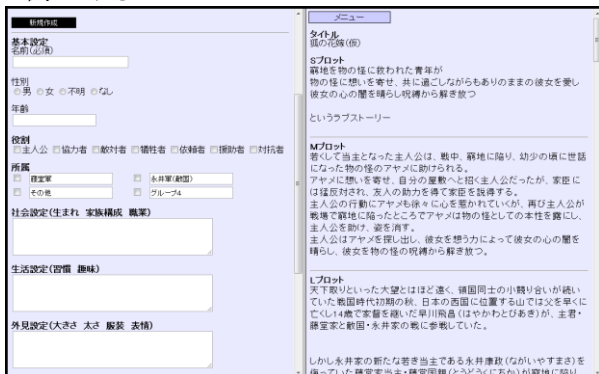 新規作成
基本設定
名前(必須)
性別
男 女 不明 なし
年齢
役割
主人公 協力者 敵対者 犠牲者 依頼者 援助者 対抗者
所属
藤堂家 永井家(敵国)
その他 グループ4
社会設定(生まれ 家族構成 職業)
生活設定(習慣 趣味)
外見設定(大きさ 太さ 服装 表情)
メニュー
タイトル
狐の花嫁(仮)
Sプロット
窮地を物の怪に救われた青年が
物の怪に想いを寄せ、共に過ごしながらもありのままの彼女を愛し
彼女の心の闇を晴らし呪縛から解き放つ
というラブストーリー
Mプロット
若くして当主となった主人公は、戦中、窮地に陥り、幼少の頃に世話
になった物の怪のアヤメに助けられる。
アヤメに想いを寄せ、自分の屋敷へと招く主人公だったが、家臣に
は猛反対され、友人の助力を得て家臣を説得する。
主人公の行動にアヤメも徐々に心を惹かれていくが、再び主人公が
戦場で窮地に陥ったところでアヤメは物の怪としての本性を露にし、
主人公を助け、姿を消す。
主人公はアヤメを探し出し、彼女を想う力によって彼女の心の闇を
晴らし、彼女を物の怪の呪縛から解き放つ。
Lプロット
天下取りといった大望とはほど遠く、領国同士の小競り合いが続い
ていた戦国時代初期の秋、日本の西国に位置する山では父を早くに
亡くし14歳で家督を継いだ早川飛昌(はやかわとびあき)が、主君・
藤堂家と敵国・永井家の戦に参戦していた。
しかし永井家の新たな若き当主である永井康政(ながいやすまさ)を